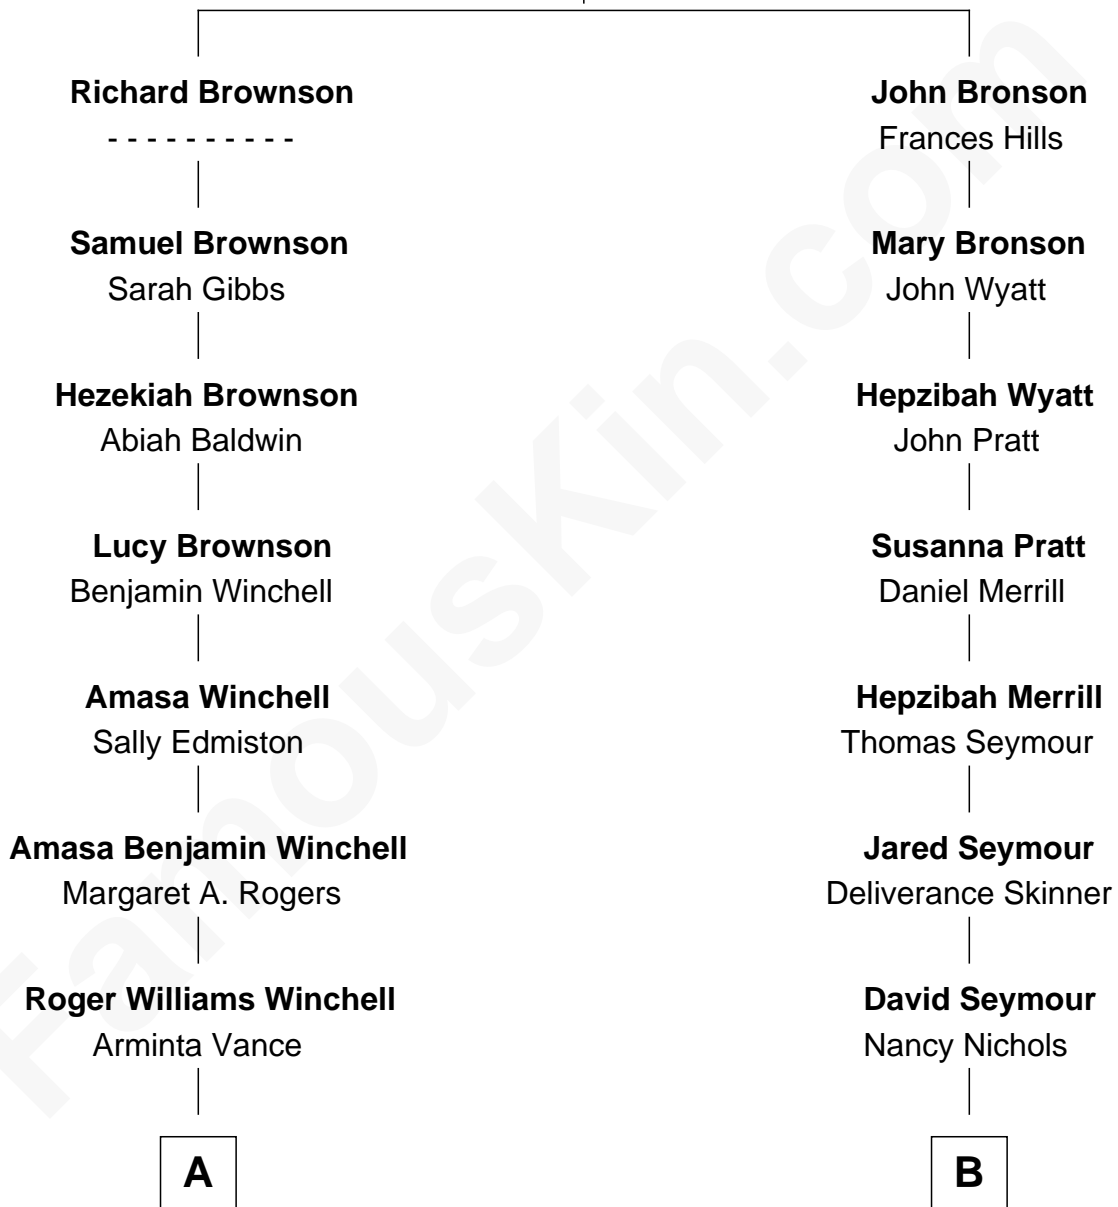 Richard Brownson
- - - - - - - - - -
Samuel Brownson
Sarah Gibbs
Hezekiah Brownson
Abiah Baldwin
Lucy Brownson
Benjamin Winchell
Amasa Winchell
Sally Edmiston
Amasa Benjamin Winchell
Margaret A. Rogers
Roger Williams Winchell
Arminta Vance
A
John Bronson
Frances Hills
Mary Bronson
John Wyatt
Hepzibah Wyatt
John Pratt
Susanna Pratt
Daniel Merrill
Hepzibah Merrill
Thomas Seymour
Jared Seymour
Deliverance Skinner
David Seymour
Nancy Nichols
B
FamousKin.com